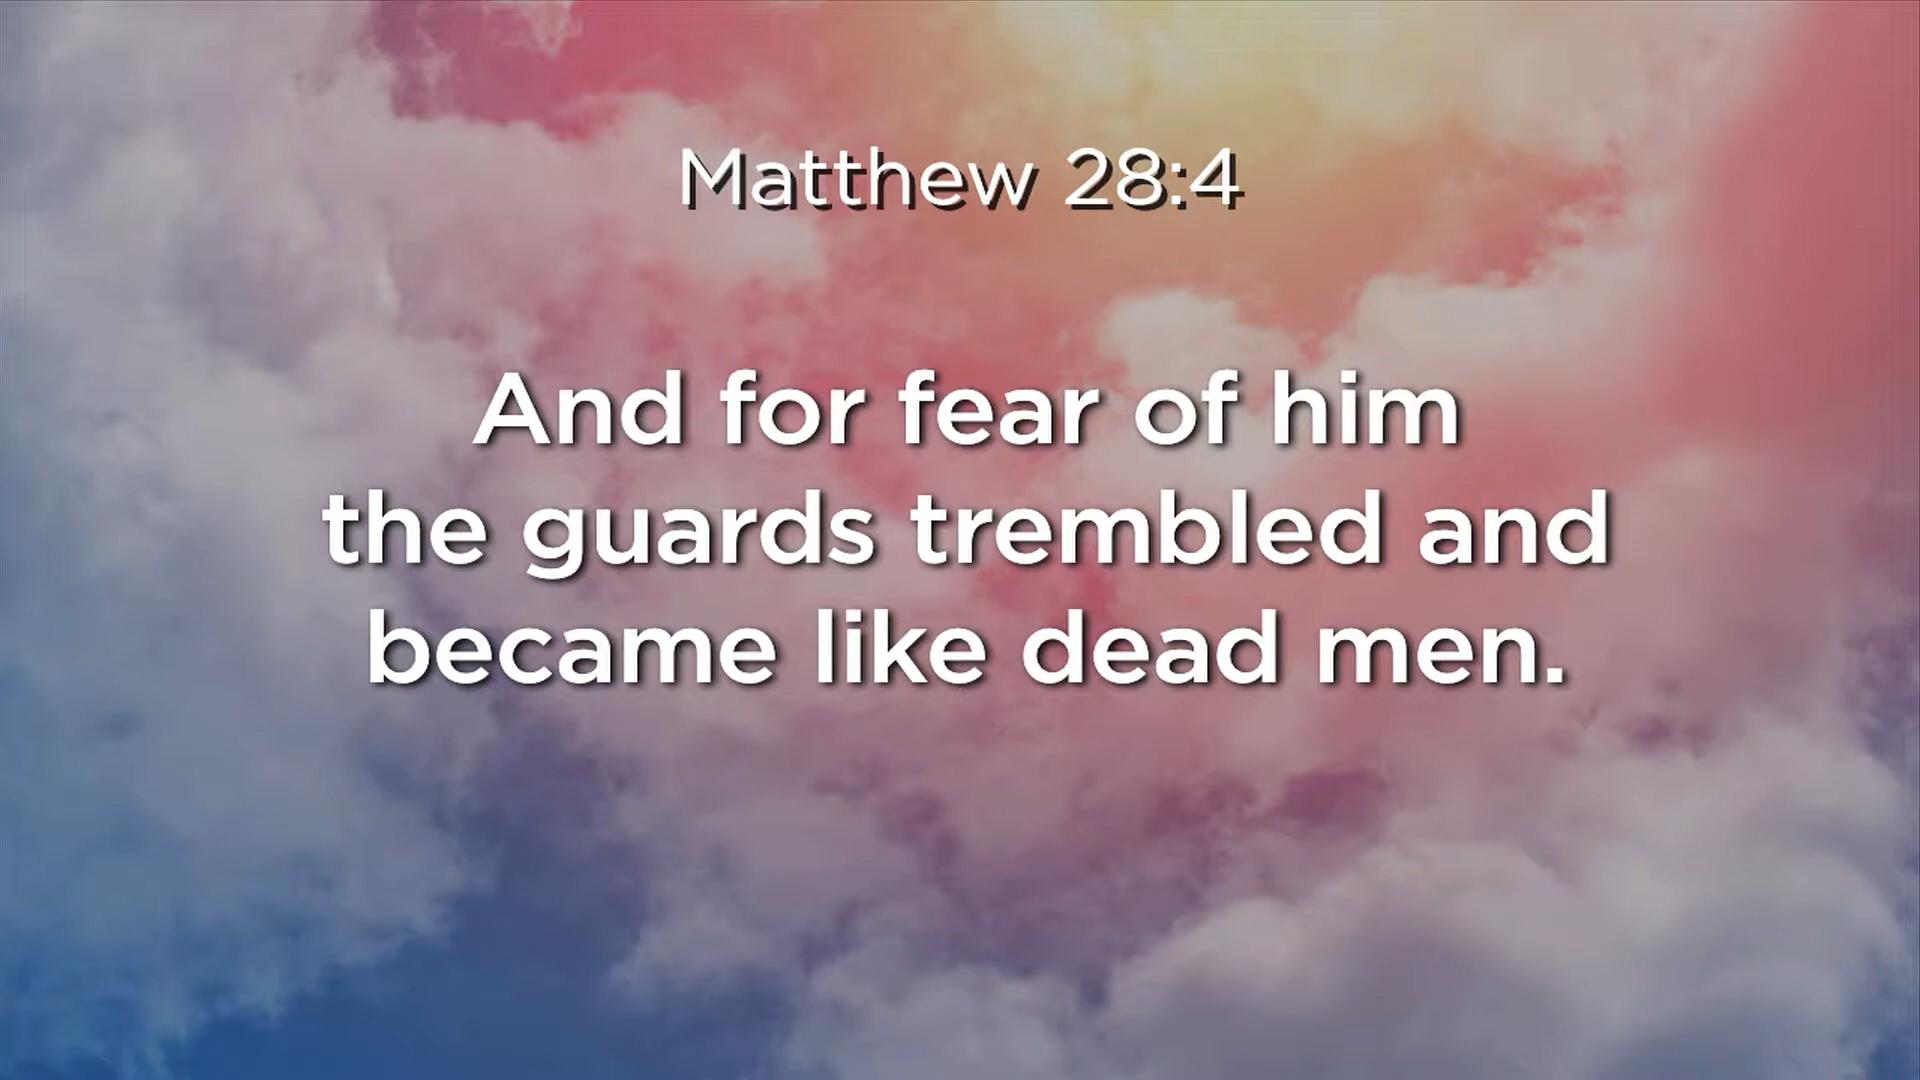 Matthew 28:4
And for fear of him
the guards trembled and
became like dead men.